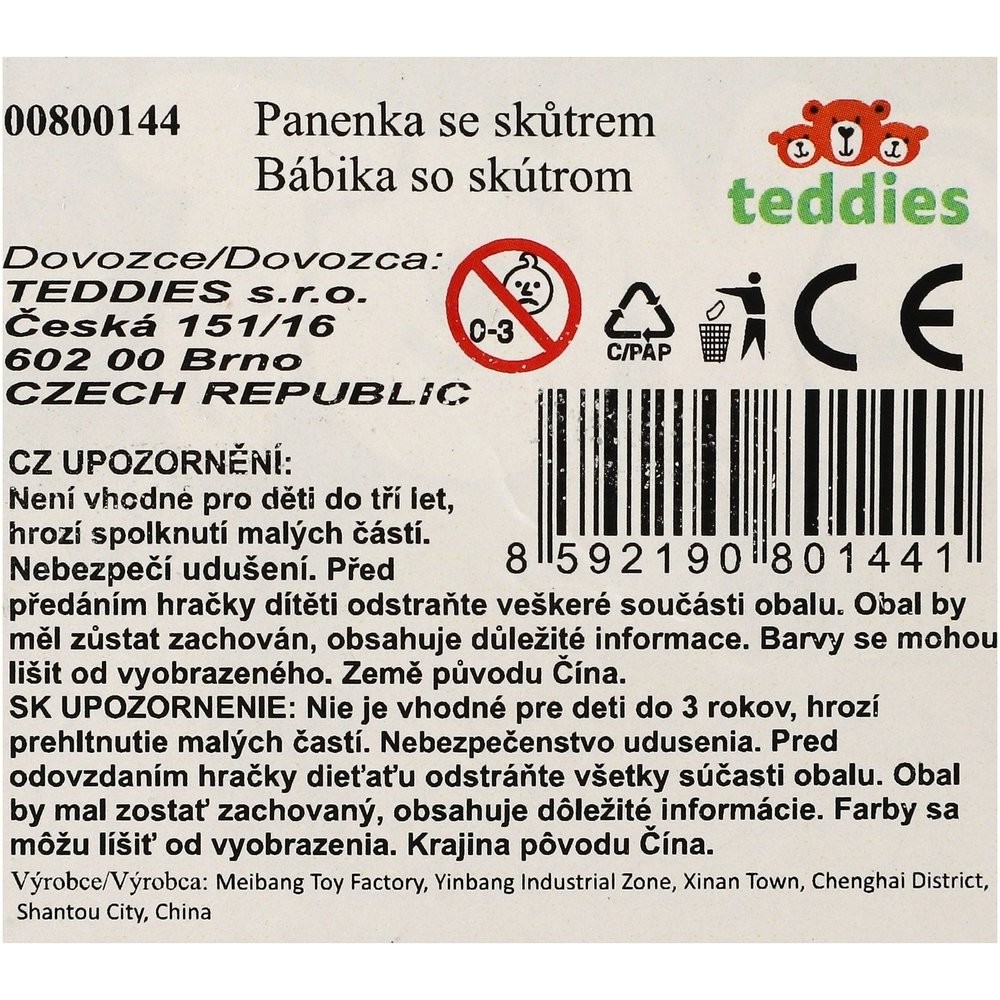 00800144 Panenka se skůtrem
Bábika so skútrom
teddies
Dovozce/Dovozca:
TEDDIES s.r.o.
Česká 151/16
602 00 Brno
CZECH REPUBLIC
0-3
C/PAP
CE
8 592190 801441
CZ UPOZORNĚNÍ:
Není vhodné pro děti do tří let,
hrozí spolknutí malých částí.
Nebezpečí udušení. Před
předáním hračky dítěti odstraňte veškeré součásti obalu. Obal by
měl zůstat zachován, obsahuje důležité informace. Barvy se mohou
lišit od vyobrazeného. Země původu Čína.
SK UPOZORNENIE: Nie je vhodné pre deti do 3 rokov, hrozí
prehltnutie malých častí. Nebezpečenstvo udusenia. Pred
odovzdaním hračky dieťaťu odstráňte všetky súčasti obalu. Obal
by mal zostať zachovaný, obsahuje dôležité informácie. Farby sa
môžu líšiť od vyobrazenia. Krajina pôvodu Čína.
Výrobce/Výrobca: Meibang Toy Factory, Yinbang Industrial Zone, Xinan Town, Chenghai District,
Shantou City, China